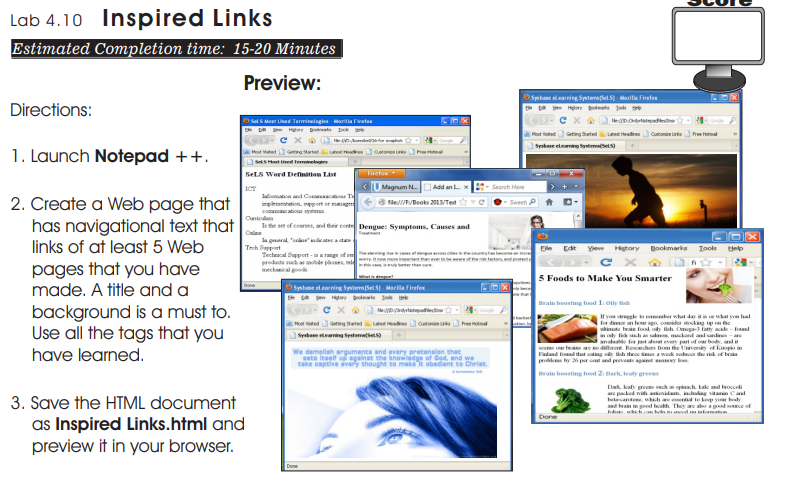 Score
Lab 4.10 Inspired Links
Estimated Completion time: 15-20 Minutes
Preview:
Directions:
1. Launch Notepad ++.
2. Create a Web page that
has navigational text that
links of at least 5 Web
pages that you have
made. A title and a
background is a must to.
Use all the tags that you
have learned.
3. Save the HTML document
as Inspired Links.html and
preview it in your browser.
SeLS Most Used Terminologies - Mozilla Firefox
File Edit View History Bookmarks Tools Help
Most Visited Getting Started Latest Headlines Customize Links Free Hotmail
SeLS Most Used Terminologies
SeLS Word Definition List
ICT
Information and Communications
implementation, support or
communications systems.
Curriculum
Is the set of courses, and their
Online
In general, "online" indicates a state
Tech Support
Technical Support - a range of
products such as mobile phones,
mechanical goods.
Done
Sybase eLearning Systems(SeLS) - Mozilla Firefox
File Edit View History Bookmarks Tools Help
Most Visited Getting Started Latest Headlines Customize Links Free Hotmail
Sybase eLearning Systems(SeLS)
Firefox
Magnum N... Add an I... Search Here
file:///F:/Books 2013/Text
Dengue: Symptoms, Causes and
Treatment
What is dengue?
File Edit View History Bookmarks Tools Help
5 Foods to Make You Smarter
Brain boosting food 1: Oily fish
If you struggle to remember what day it is or what you had
for dinner an hour ago, consider stocking up on the
ultimate brain food, oily fish. Omega-3 fatty acids - found
in oily fish such as salmon, mackerel and sardines - are
invaluable for just about every part of our body, and it
seems our brains are no different. Researchers from the University of Kuopio in
Finland found that eating oily fish three times a week reduces the risk of brain
problems by 26 per cent and prevents against memory loss.
Brain boosting food 2: Dark, leafy greens
Dark, leafy greens such as spinach, kale and broccoli
are packed with antioxidants, including vitamin C and
beta-carotene, which are essential to keep your body
and brain in good health. They are also a good source of
folate, which can help to speed up information
Done
Sybase eLearning Systems(SeLS) - Mozilla Firefox
File Edit View History Bookmarks Tools Help
Most Visited Getting Started Latest Headlines Customize Links Free Hotmail
Sybase eLearning Systems(SeLS)
We demolish arguments and every pretension that
sets itself up against the knowledge of God, and we
take captive every thought to make it obedient to Christ.
Done